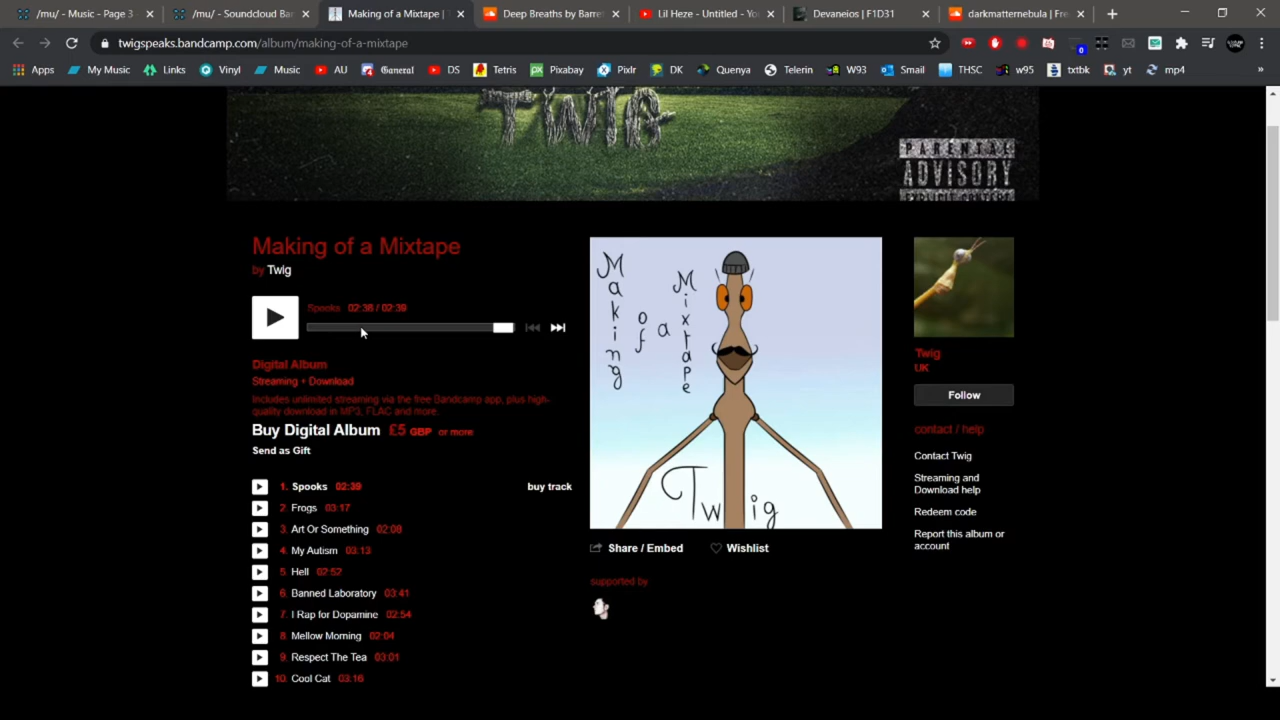 /mu/ - Music - Page 3
/mu/ - Soundcloud Ba
Making of a Mixtape |
Deep Breaths by Barre
Lil Heze - Untitled - Yo
Devaneios | F1D31
darkmatternebula | Fre
twigspeaks.bandcamp.com/album/making-of-a-mixtape
Apps
My Music
Links
Vinyl
Music
AU
General
DS
Tetris
Pixabay
Pixlr
DK
Quenya
Telerin
W93
Smail
THSC
w95
txtbk
yt
mp4
»
TWIG
PARENTAL
ADVISORY
Making of a Mixtape
by Twig
Spooks 02:38 / 02:39
Digital Album
Streaming + Download
Includes unlimited streaming via the free Bandcamp app, plus high-
quality download in MP3, FLAC and more.
Buy Digital Album £5 GBP or more
Send as Gift
1. Spooks 02:39 buy track
2. Frogs 03:17
3. Art Or Something 02:09
4. My Autism 03:13
5. Hell 02:52
6. Banned Laboratory 03:41
7. I Rap for Dopamine 02:54
8. Mellow Morning 02:04
9. Respect The Tea 03:01
10. Cool Cat 03:16
Making
of
a
Mixtape
Twig
Share / Embed
Wishlist
supported by
Twig
UK
Follow
contact / help
Contact Twig
Streaming and
Download help
Redeem code
Report this album or
account